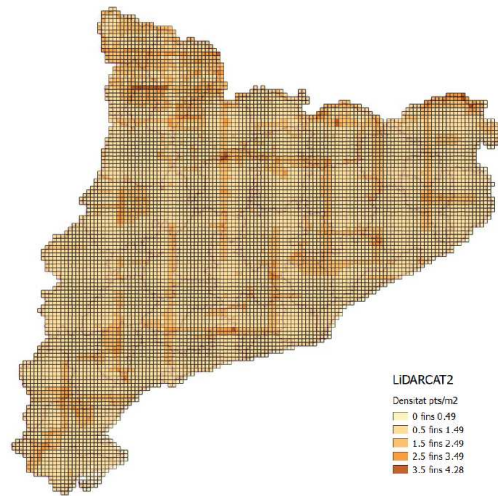 LiDARCAT2
Densitat pts/m2
0 fins 0.49
0.5 fins 1.49
1.5 fins 2.49
2.5 fins 3.49
3.5 fins 4.28